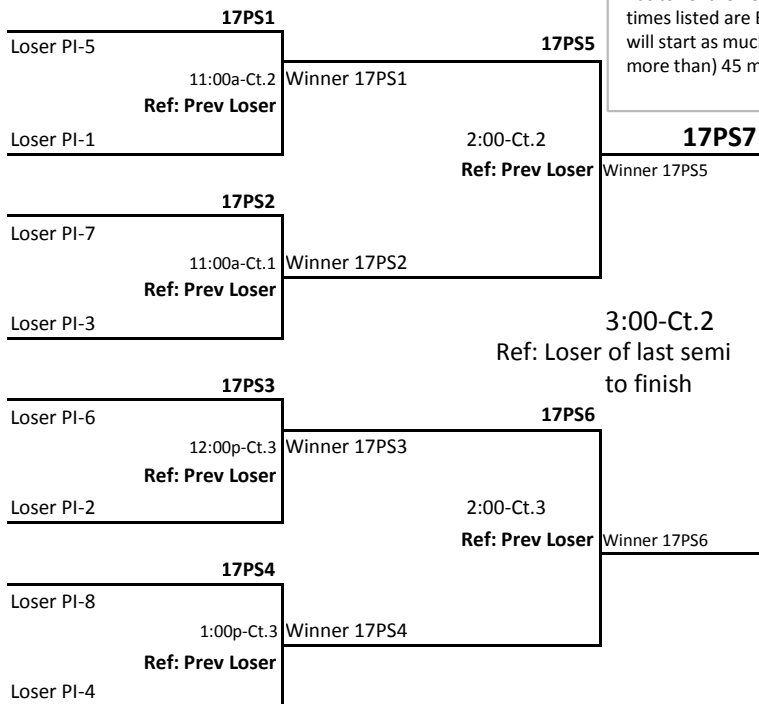 times listed are
will start as much
more than) 45
17PS1
Loser PI-5
17PS5
11:00a-Ct.2
Winner 17PS1
Ref: Prev Loser
Loser PI-1
2:00-Ct.2
17PS7
Ref: Prev Loser
Winner 17PS5
17PS2
Loser PI-7
11:00a-Ct.1
Winner 17PS2
Ref: Prev Loser
Loser PI-3
3:00-Ct.2
Ref: Loser of last semi
to finish
17PS3
Loser PI-6
17PS6
12:00p-Ct.3
Winner 17PS3
Ref: Prev Loser
Loser PI-2
2:00-Ct.3
Ref: Prev Loser
Winner 17PS6
17PS4
Loser PI-8
1:00p-Ct.3
Winner 17PS4
Ref: Prev Loser
Loser PI-4